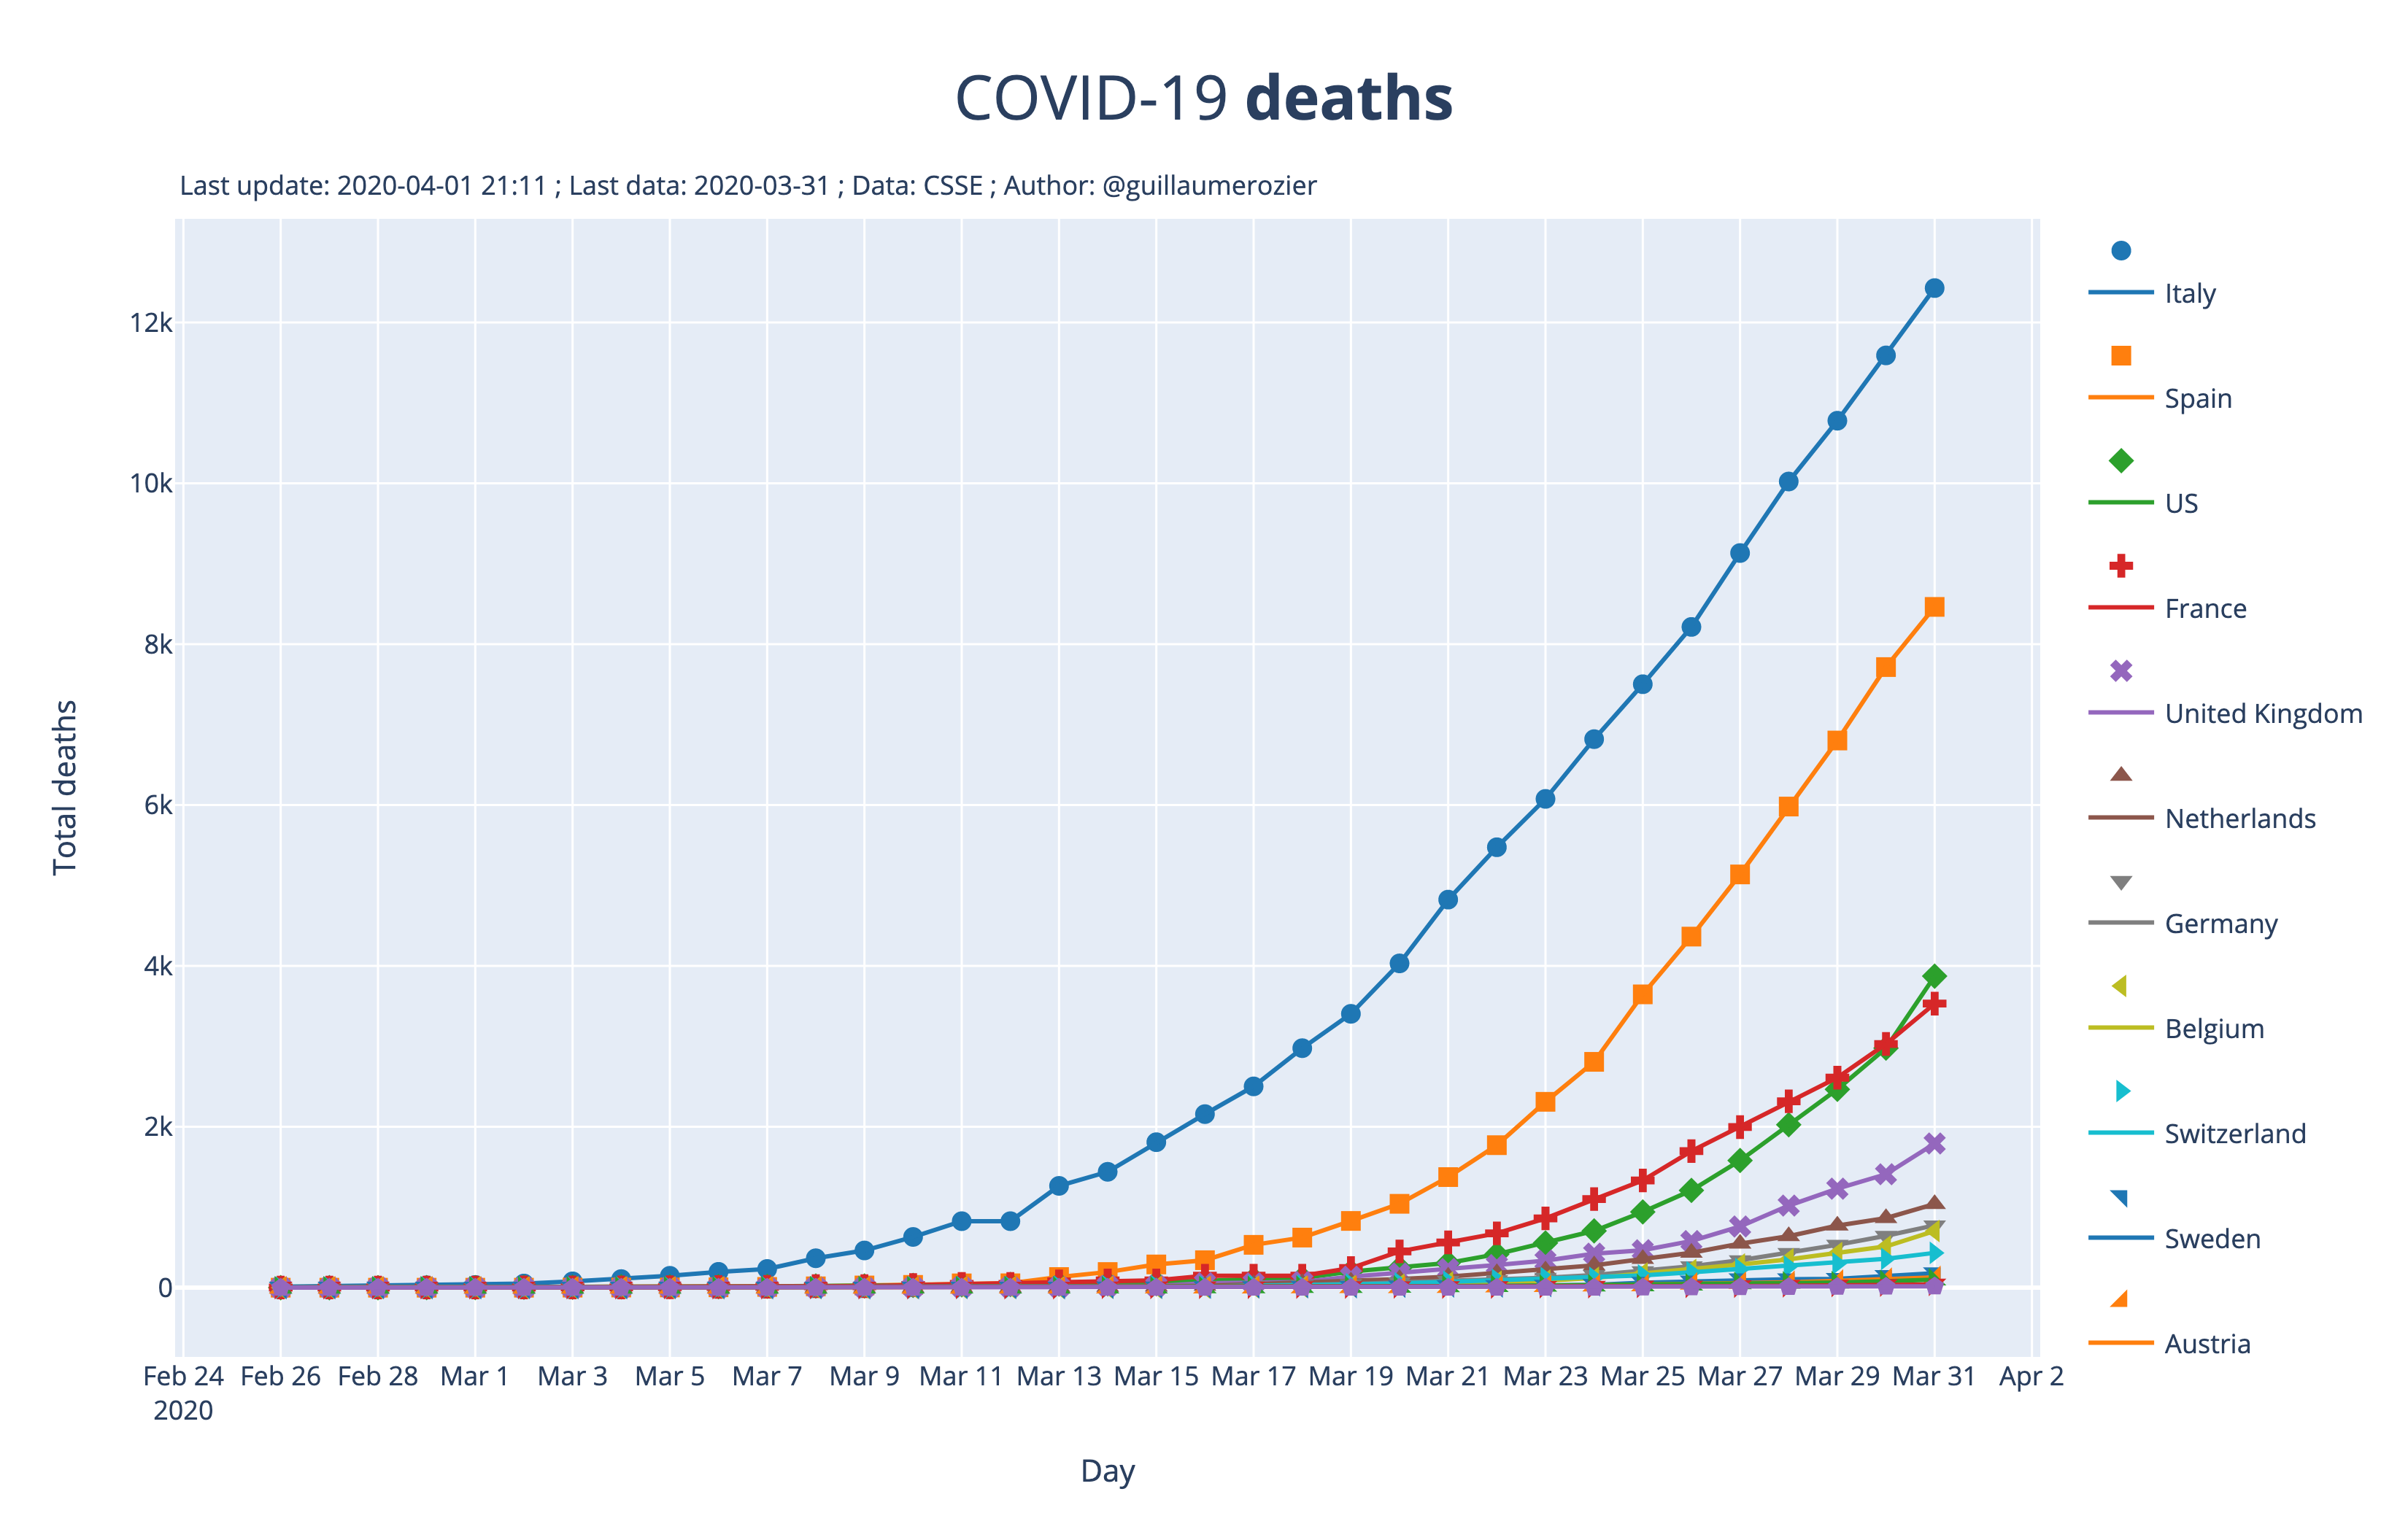 COVID-19 deaths
Last update: 2020-04-01 21:11 ; Last data: 2020-03-31 ; Data: CSSE ; Author: @guillaumerozier
Total deaths
12k
10k
8k
6k
4k
2k
0
Feb 24 Feb 26 Feb 28 Mar 1 Mar 3 Mar 5 Mar 7 Mar 9 Mar 11 Mar 13 Mar 15 Mar 17 Mar 19 Mar 21 Mar 23 Mar 25 Mar 27 Mar 29 Mar 31 Apr 2
2020
Day
Italy
Spain
US
France
United Kingdom
Netherlands
Germany
Belgium
Switzerland
Sweden
Austria